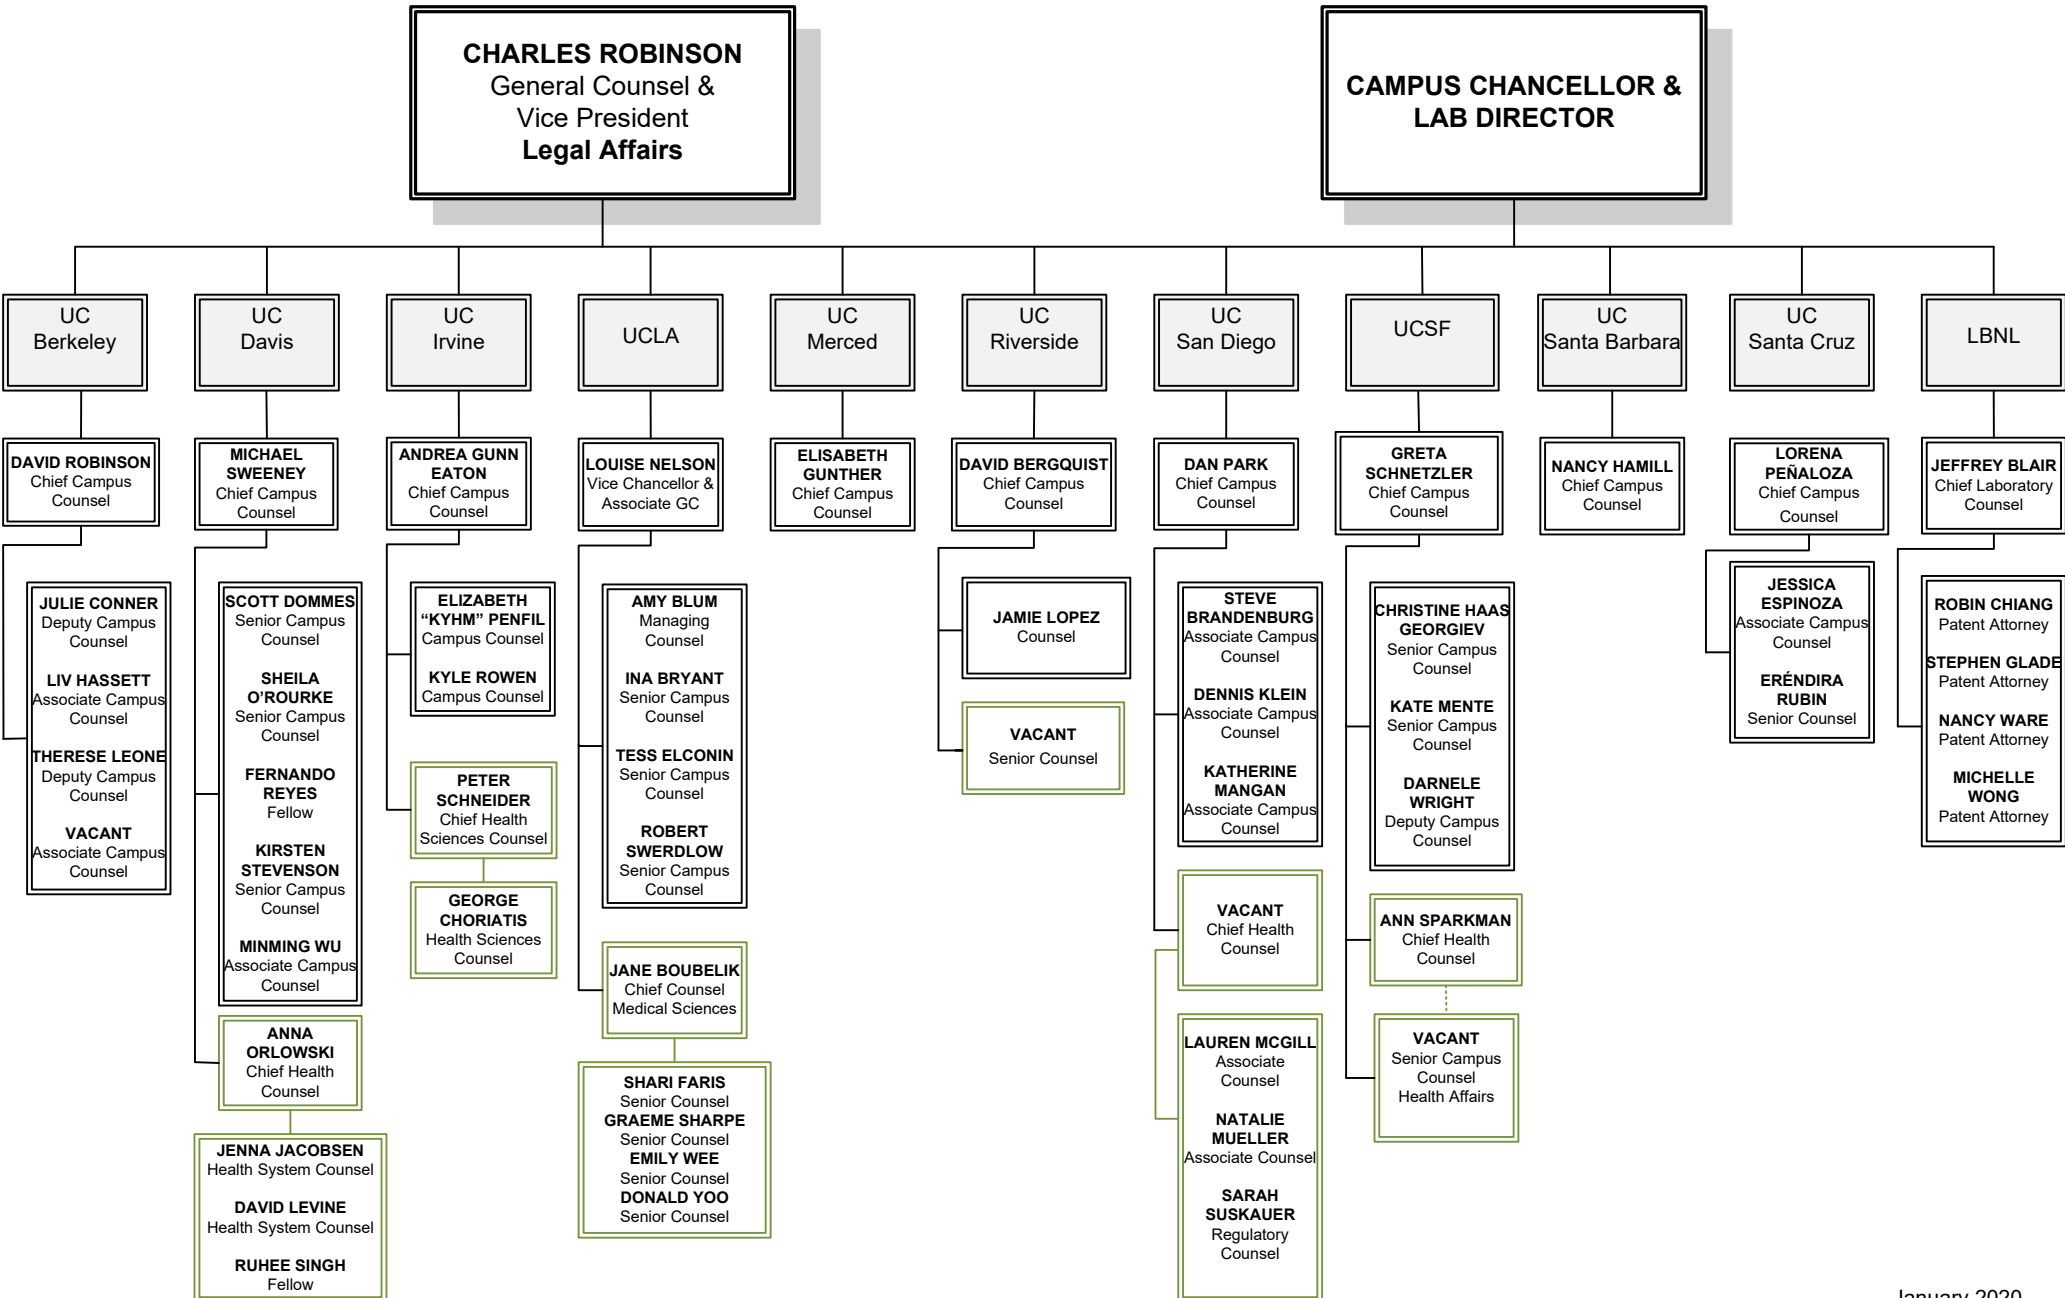 CHARLES ROBINSON
General Counsel &
Vice President
Legal Affairs
CAMPUS CHANCELLOR &
LAB DIRECTOR
UC
Berkeley
UC
Davis
UC
Irvine
UCLA
UC
Merced
UC
Riverside
UC
San Diego
UCSF
UC
Santa Barbara
UC
Santa Cruz
LBNL
DAVID ROBINSON
Chief Campus
Counsel
MICHAEL
SWEENEY
Chief Campus
Counsel
ANDREA GUNN
EATON
Chief Campus
Counsel
LOUISE NELSON
Vice Chancellor &
Associate GC
ELISABETH
GUNTHER
Chief Campus
Counsel
DAVID BERGQUIST
Chief Campus
Counsel
DAN PARK
Chief Campus
Counsel
GRETA
SCHNETZLER
Chief Campus
Counsel
NANCY HAMILL
Chief Campus
Counsel
LORENA
PEÑALOZA
Chief Campus
Counsel
JEFFREY BLAIR
Chief Laboratory
Counsel
JULIE CONNER
Deputy Campus
Counsel
LIV HASSETT
Associate Campus
Counsel
THERESE LEONE
Deputy Campus
Counsel
VACANT
Associate Campus
Counsel
SCOTT DOMMES
Senior Campus
Counsel
SHEILA
O'ROURKE
Senior Campus
Counsel
FERNANDO
REYES
Fellow
KIRSTEN
STEVENSON
Senior Campus
Counsel
MINMING WU
Associate Campus
Counsel
ANNA
ORLOWSKI
Chief Health
Counsel
JENNA JACOBSEN
Health System Counsel
DAVID LEVINE
Health System Counsel
RUHEE SINGH
Fellow
ELIZABETH
“KYHM” PENFIL
Campus Counsel
KYLE ROWEN
Campus Counsel
PETER
SCHNEIDER
Chief Health
Sciences Counsel
GEORGE
CHORIATIS
Health Sciences
Counsel
AMY BLUM
Managing
Counsel
INA BRYANT
Senior Campus
Counsel
TESS ELCONIN
Senior Campus
Counsel
ROBERT
SWERDLOW
Senior Campus
Counsel
JANE BOUBELIK
Chief Counsel
Medical Sciences
SHARI FARIS
Senior Counsel
GRAEME SHARPE
Senior Counsel
EMILY WEE
Senior Counsel
DONALD YOO
Senior Counsel
JAMIE LOPEZ
Counsel
VACANT
Senior Counsel
STEVE
BRANDENBURG
Associate Campus
Counsel
DENNIS KLEIN
Associate Campus
Counsel
KATHERINE
MANGAN
Associate Campus
Counsel
VACANT
Chief Health
Counsel
LAUREN MCGILL
Associate
Counsel
NATALIE
MUELLER
Associate Counsel
SARAH
SUSKAUER
Regulatory
Counsel
CHRISTINE HAAS
GEORGIEV
Senior Campus
Counsel
KATE MENTE
Senior Campus
Counsel
DARNELE
WRIGHT
Deputy Campus
Counsel
ANN SPARKMAN
Chief Health
Counsel
VACANT
Senior Campus
Counsel
Health Affairs
JESSICA
ESPINOZA
Associate Campus
Counsel
ERÉNDIRA
RUBIN
Senior Counsel
ROBIN CHIANG
Patent Attorney
STEPHEN GLADE
Patent Attorney
NANCY WARE
Patent Attorney
MICHELLE
WONG
Patent Attorney
January 2020